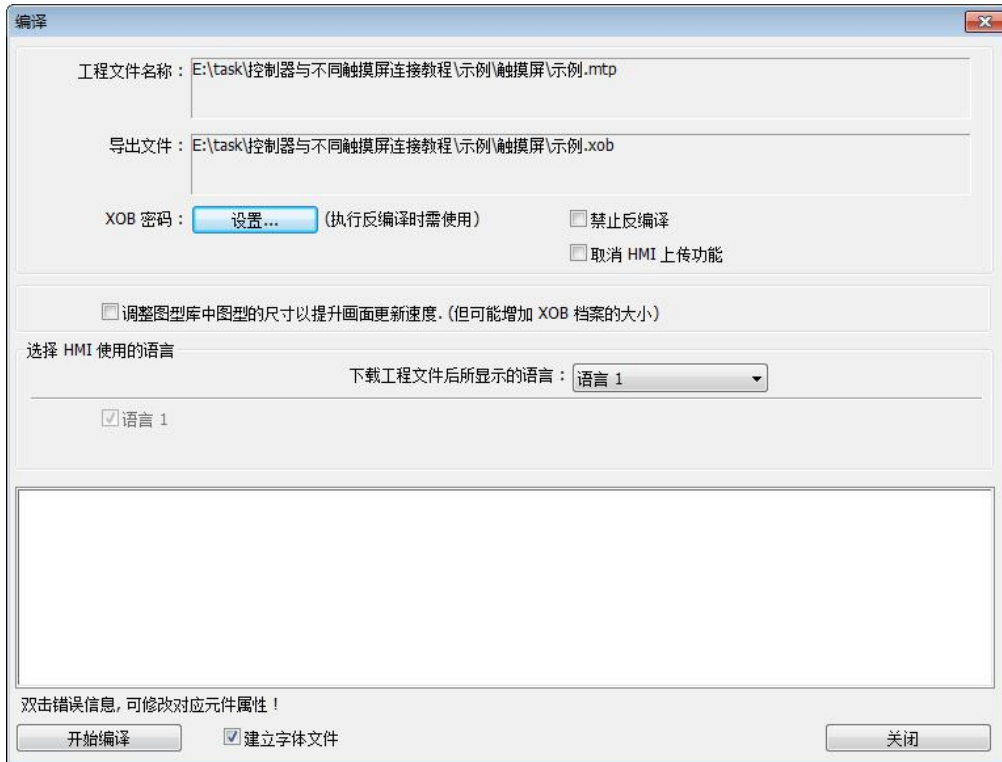 编译
工程文件名称：E:\task\控制器与不同触摸屏连接教程\示例\触摸屏\示例.mtp
导出文件：E:\task\控制器与不同触摸屏连接教程\示例\触摸屏\示例.xob
XOB 密码： 设置... (执行反编译时需使用) 禁止反编译
取消 HMI 上传功能
调整图型库中图型的尺寸以提升画面更新速度. (但可能增加 XOB 档案的大小)
选择 HMI 使用的语言
下载工程文件后所显示的语言：语言 1
语言 1
双击错误信息, 可修改对应元件属性！
开始编译 建立字体文件 关闭